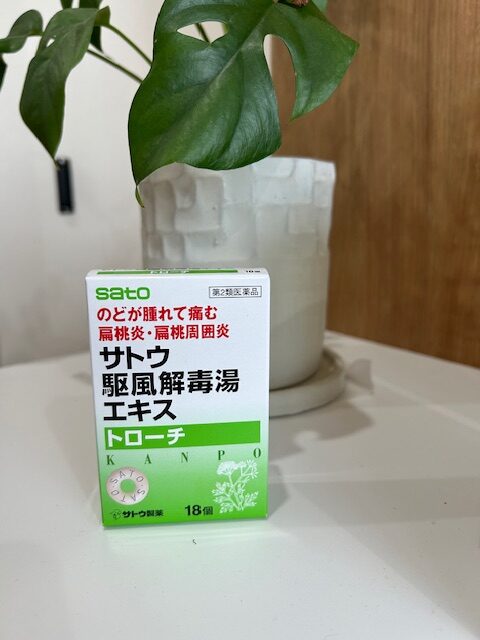 sato
第2類医薬品
のどが腫れて痛む
扁桃炎・扁桃周囲炎
サトウ
駆風解毒湯
エキス
トローチ
KANPO
SATO SATO
サトウ製薬
18個